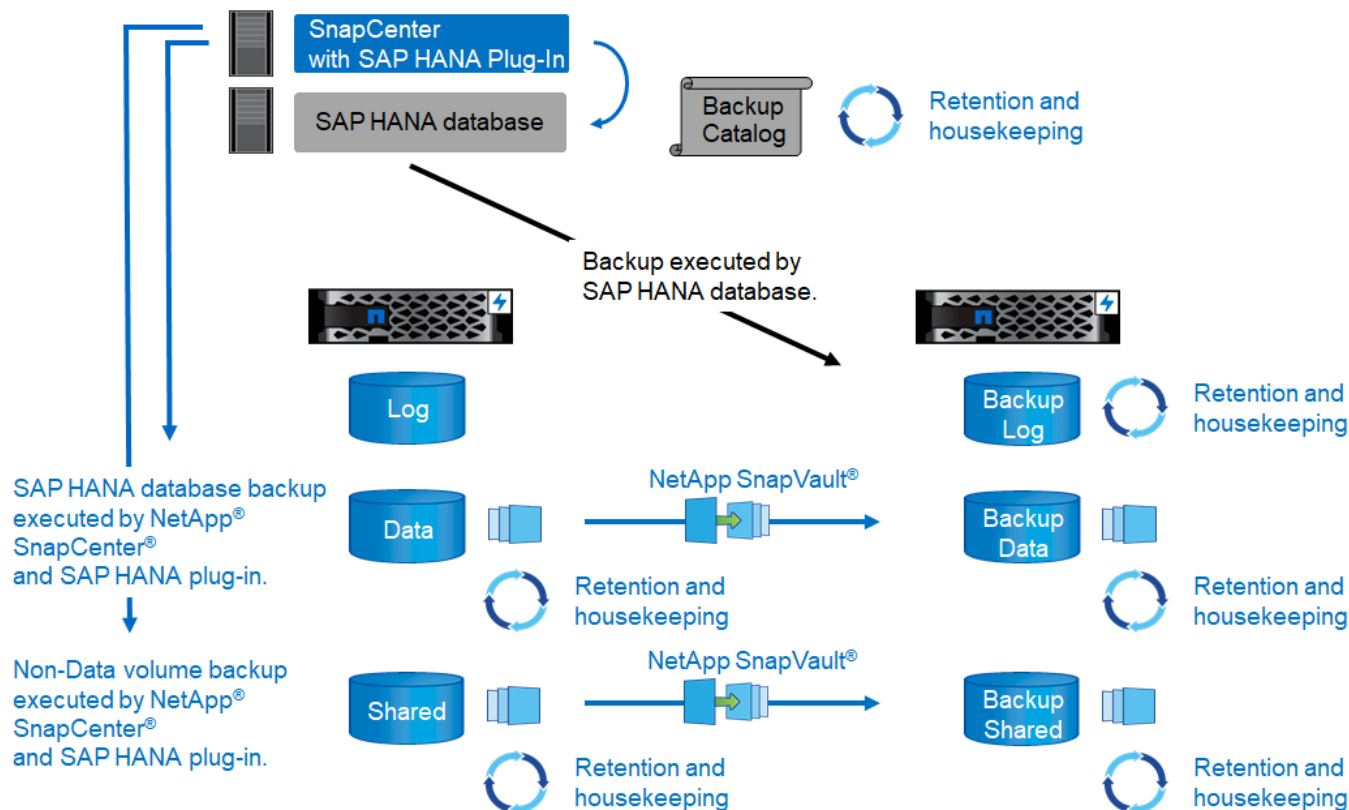 SnapCenter
with SAP HANA Plug-In
SAP HANA database
Backup
Catalog
Retention and
housekeeping
Backup executed by
SAP HANA database.
Log
Backup
Log
Retention and
housekeeping
SAP HANA database backup
executed by NetApp®
SnapCenter®
and SAP HANA plug-in.
Data
NetApp SnapVault®
Backup
Data
Retention and
housekeeping
Retention and
housekeeping
Non-Data volume backup
executed by NetApp®
SnapCenter®
and SAP HANA plug-in.
Shared
NetApp SnapVault®
Backup
Shared
Retention and
housekeeping
Retention and
housekeeping